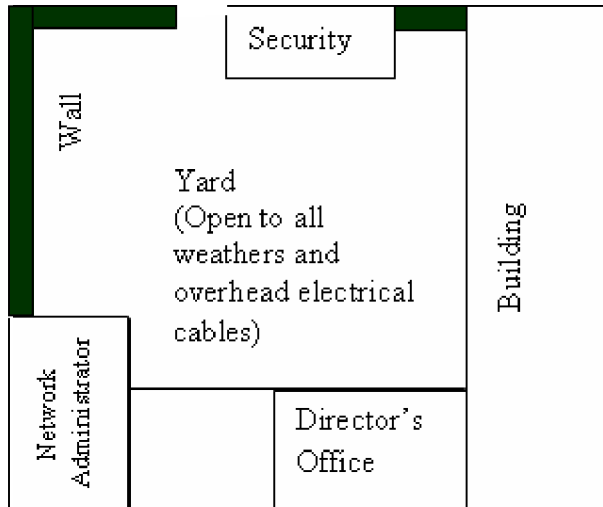 Security
Wall
Yard
(Open to all
weathers and
overhead electrical
cables)
Building
Network
Administrator
Director's
Office